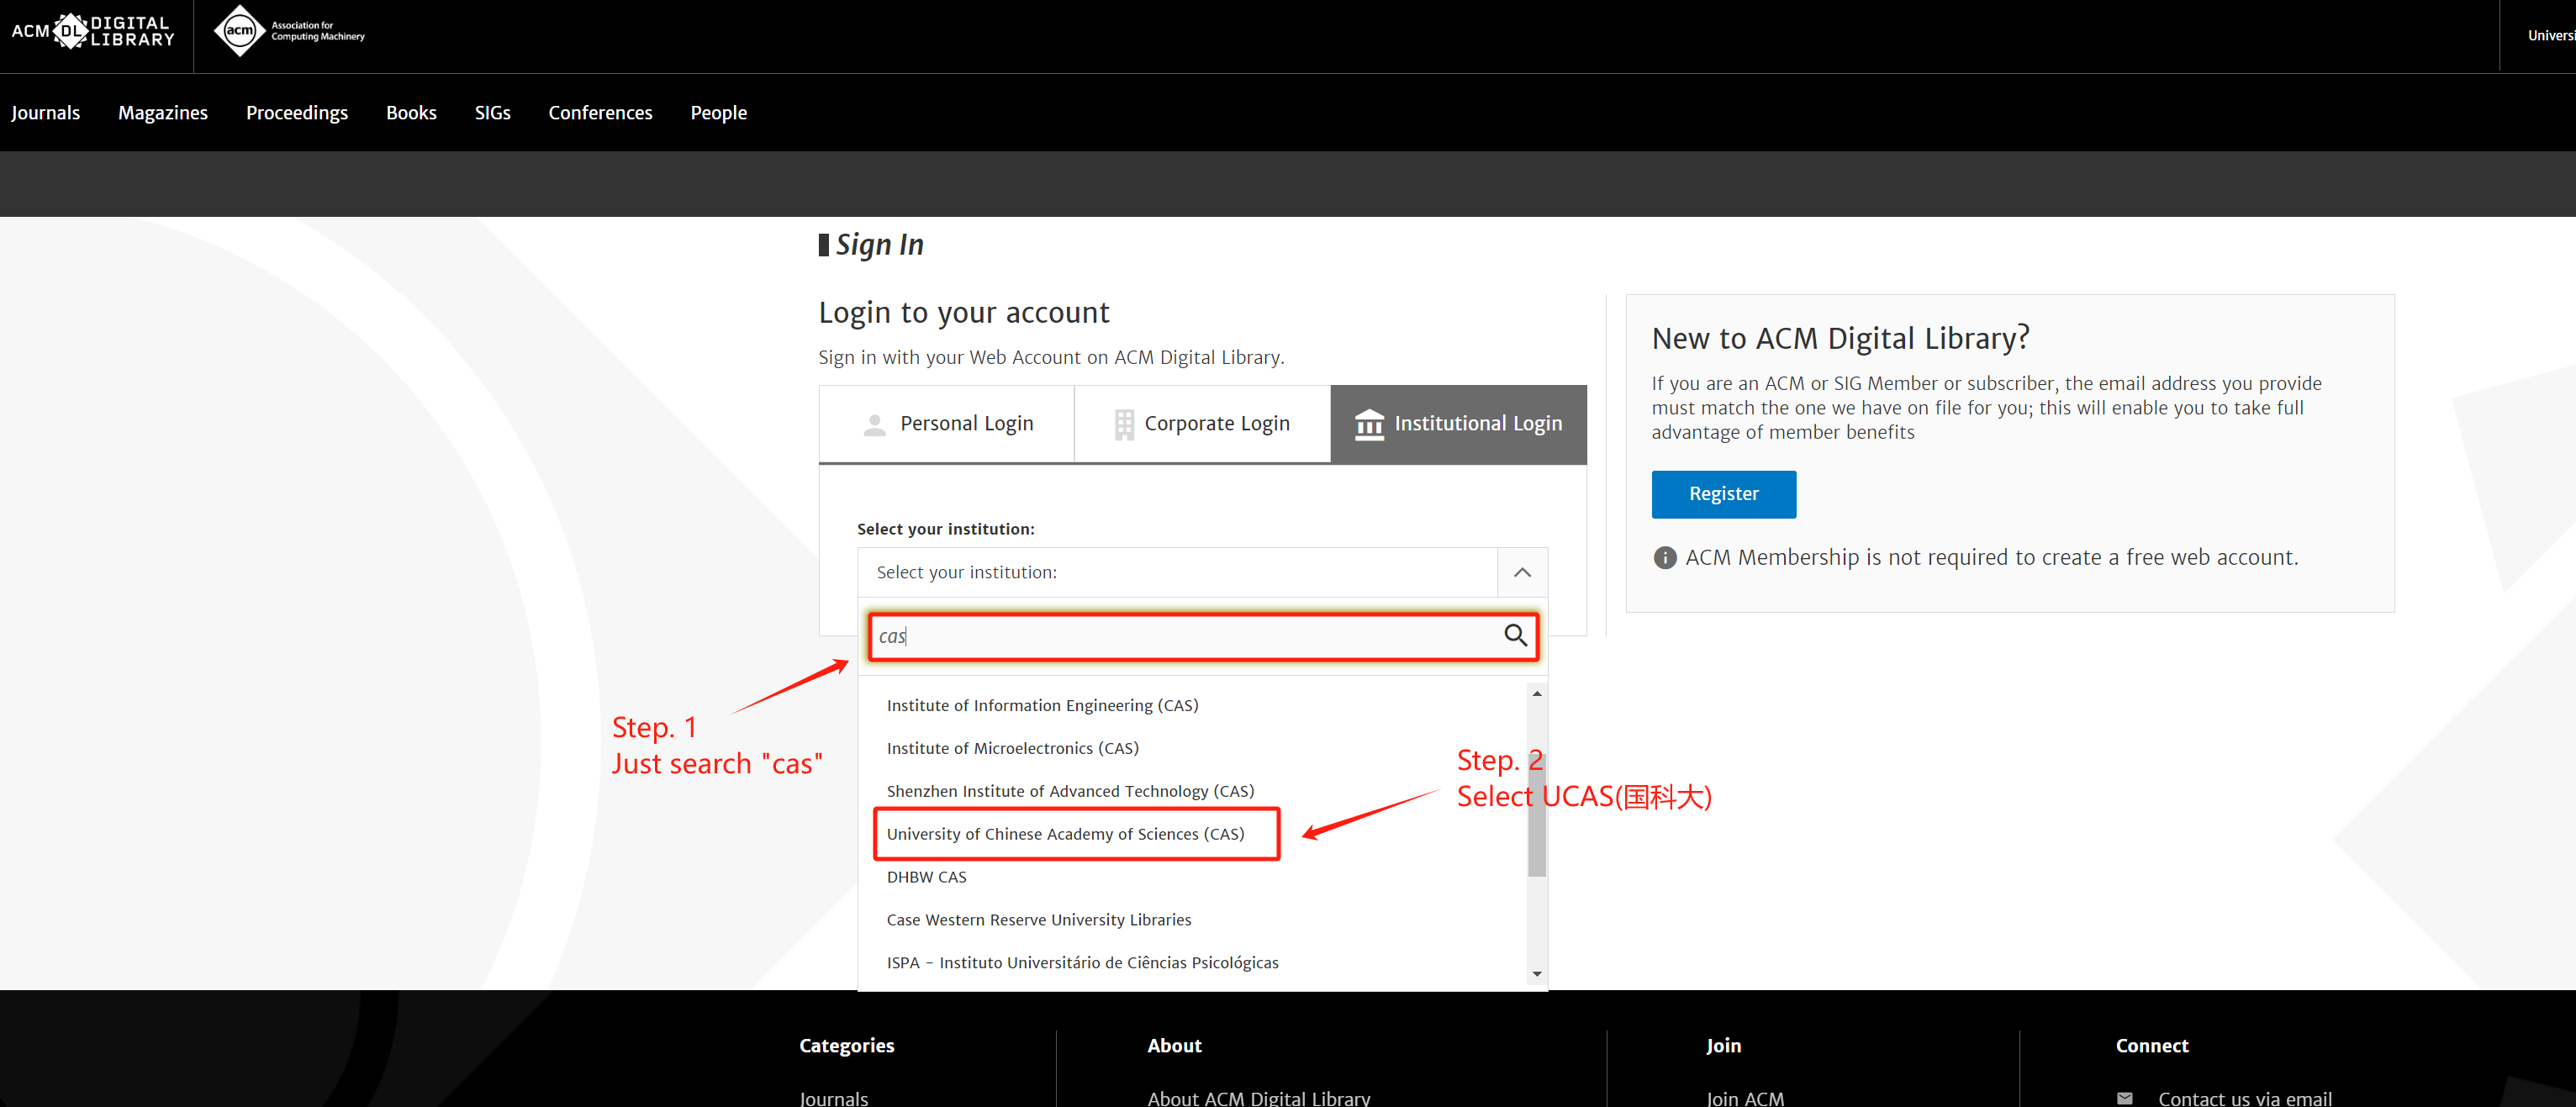 ACM DL DIGITAL LIBRARY
acm Association for Computing Machinery
Journals Magazines Proceedings Books SIGs Conferences People
Sign In
Login to your account
Sign in with your Web Account on ACM Digital Library.
Personal Login
Corporate Login
Institutional Login
Select your institution:
Select your institution:
cas
Step. 1
Just search "cas"
Institute of Information Engineering (CAS)
Institute of Microelectronics (CAS)
Shenzhen Institute of Advanced Technology (CAS)
University of Chinese Academy of Sciences (CAS)
DHBW CAS
Case Western Reserve University Libraries
ISPA - Instituto Universitário de Ciências Psicológicas
Step. 2
Select UCAS(国科大)
New to ACM Digital Library?
If you are an ACM or SIG Member or subscriber, the email address you provide
must match the one we have on file for you; this will enable you to take full
advantage of member benefits
Register
ACM Membership is not required to create a free web account.
Categories
Journals
About
About ACM Digital Library
Join
Join ACM
Connect
Contact us via email